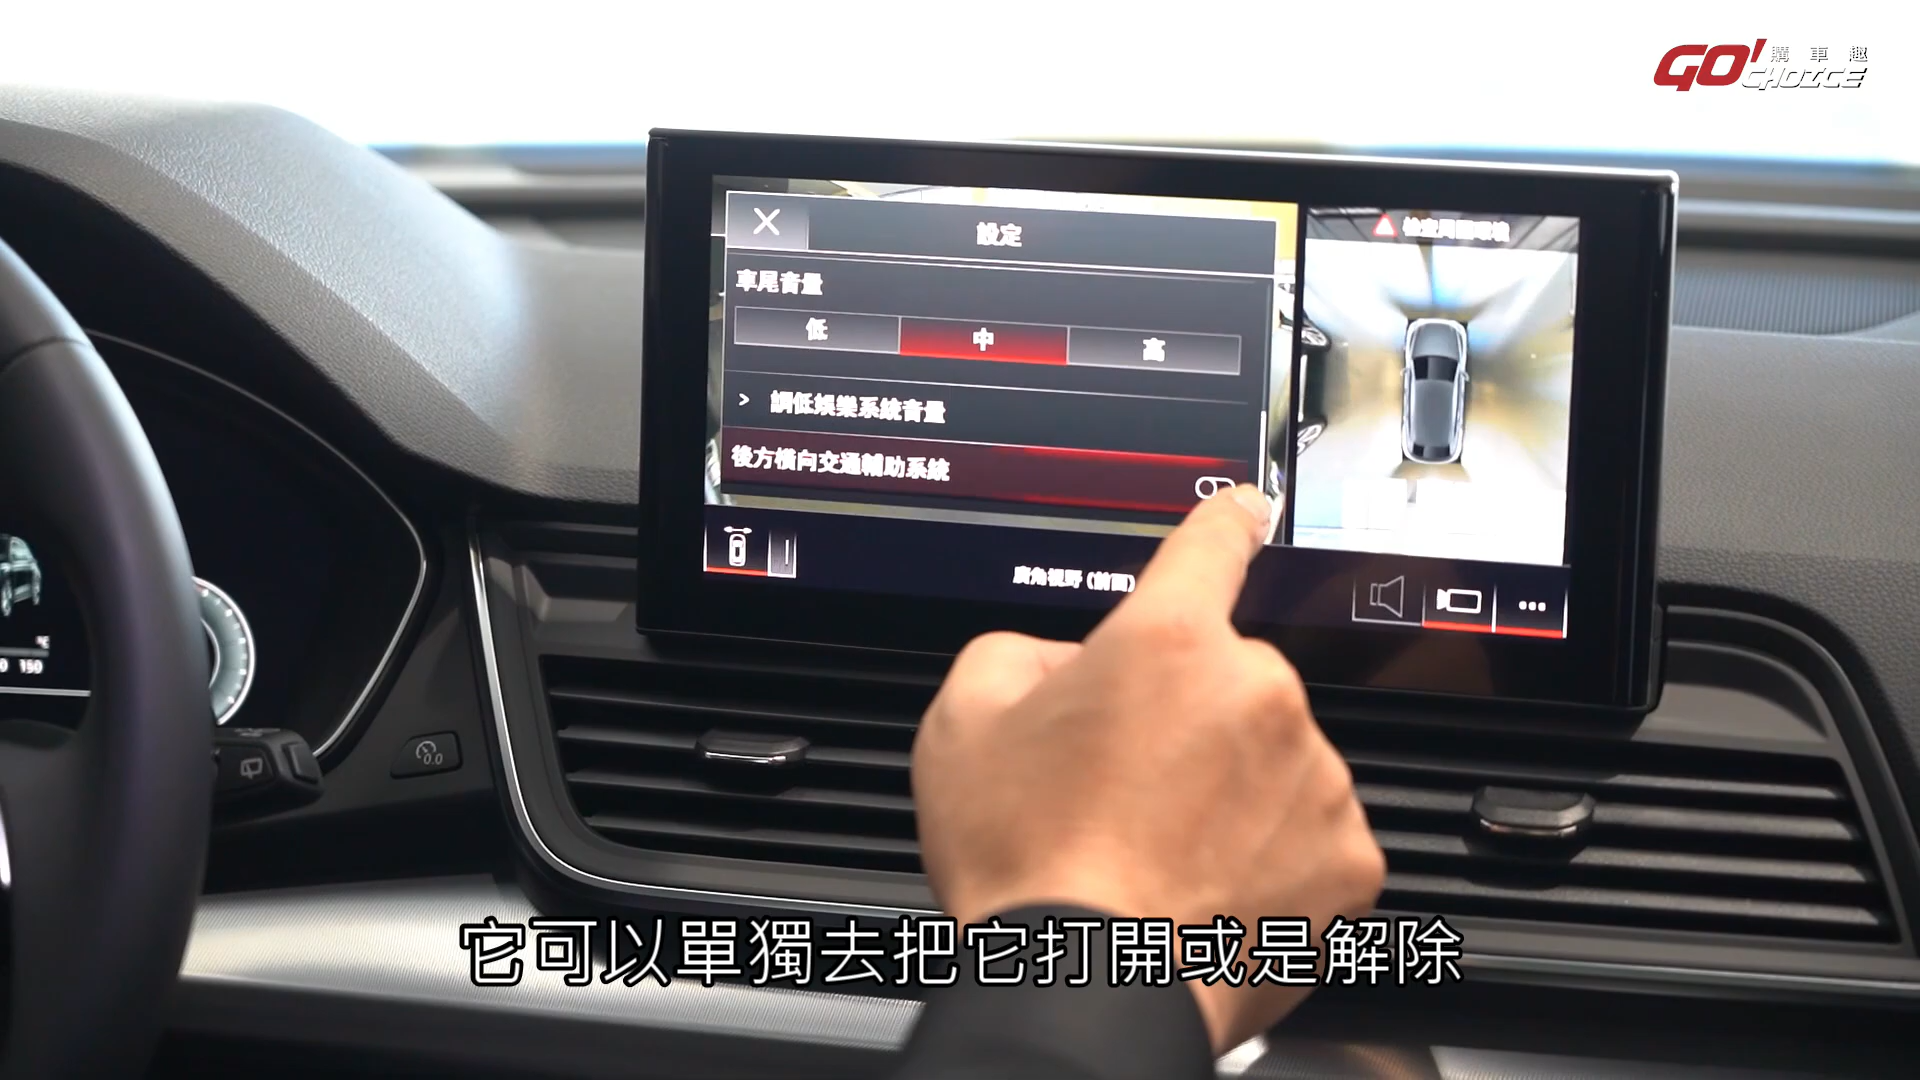 GO! 購車趣
CHOICE
設定
檢查周圍環境
車尾音量
低 中 高
> 調低娛樂系統音量
後方橫向交通輔助系統
廣角視野 (前面)
°C
150
0.0
它可以單獨去把它打開或是解除